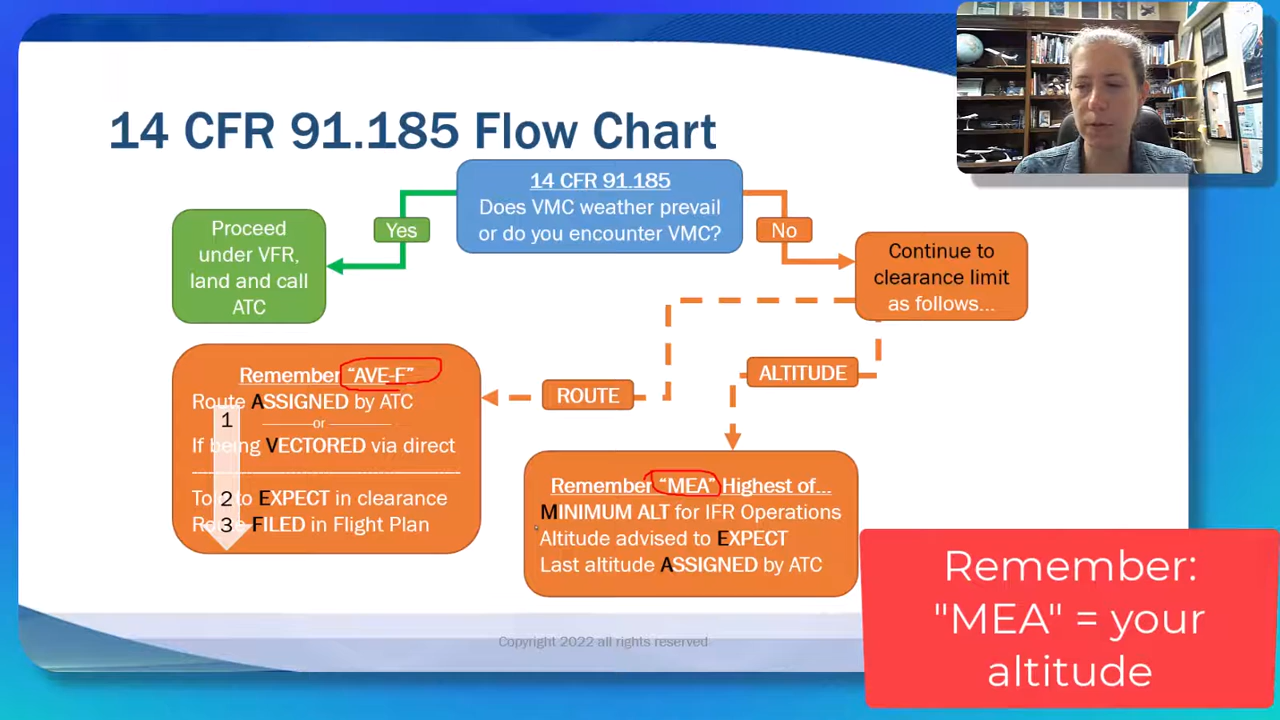 14 CFR 91.185 Flow Chart
14 CFR 91.185
Does VMC weather prevail
or do you encounter VMC?
Yes
No
Proceed
under VFR,
land and call
ATC
Continue to
clearance limit
as follows...
ROUTE
ALTITUDE
Remember “AVE-F”
Route ASSIGNED by ATC
1
or
If being VECTORED via direct
2
to EXPECT in clearance
3
FILED in Flight Plan
Remember “MEA” Highest of...
MINIMUM ALT for IFR Operations
Altitude advised to EXPECT
Last altitude ASSIGNED by ATC
Remember:
"MEA" = your
altitude
Copyright 2022 all rights reserved